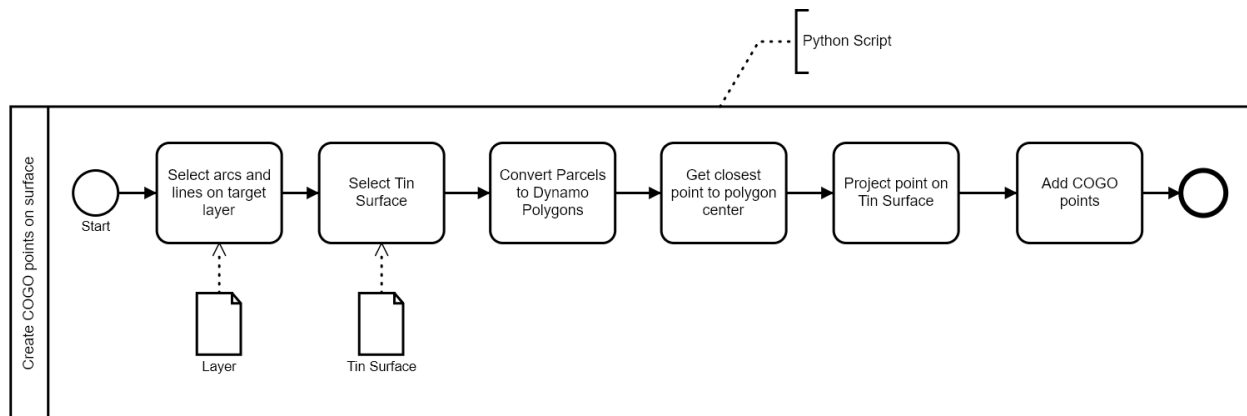 Python Script
Create COGO points on surface
Start
Select arcs and
lines on target
layer
Select Tin
Surface
Convert Parcels
to Dynamo
Polygons
Get closest
point to polygon
center
Project point on
Tin Surface
Add COGO
points
Layer
Tin Surface